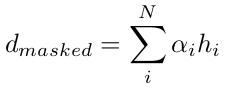 $d_{masked} = \sum_{i}^{N} \alpha_i h_i$